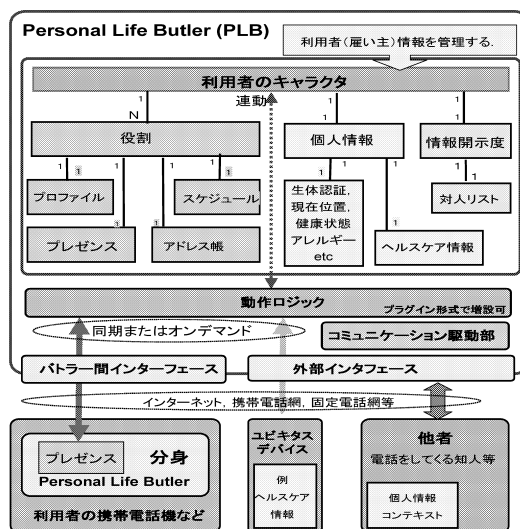 Personal Life Butler (PLB)
利用者(雇い主)情報を管理する.
利用者のキャラクタ
1
連動
1
1
N
1
1
役割
個人情報
情報開示度
1
1
1
1
1
1
1
プロファイル
1
1
スケジュール
生体認証,
現在位置,
健康状態
アレルギー
etc
1
対人リスト
1
1
1
プレゼンス
アドレス帳
ヘルスケア情報
動作ロジック
プラグイン形式で増設可
同期またはオンデマンド
コミュニケーション駆動部
バトラー間インターフェース
外部インタフェース
インターネット, 携帯電話網, 固定電話網等
プレゼンス
分身
Personal Life Butler
利用者の携帯電話機など
ユビキタス
デバイス
例
ヘルスケア
情報
他者
電話をしてくる知人等
個人情報
コンテキスト